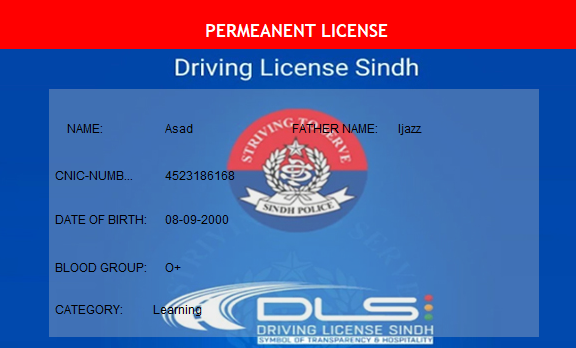 PERMEANENT LICENSE
Driving License Sindh
NAME: Asad FATHER NAME: Ijazz
STRIVING TO SERVE
CNIC-NUMB... 4523186168
SINDH POLICE
DATE OF BIRTH: 08-09-2000
BLOOD GROUP: O+
CATEGORY: Learning
DLS
DRIVING LICENSE SINDH
SYMBOL OF TRANSPARENCY & HOSPITALITY